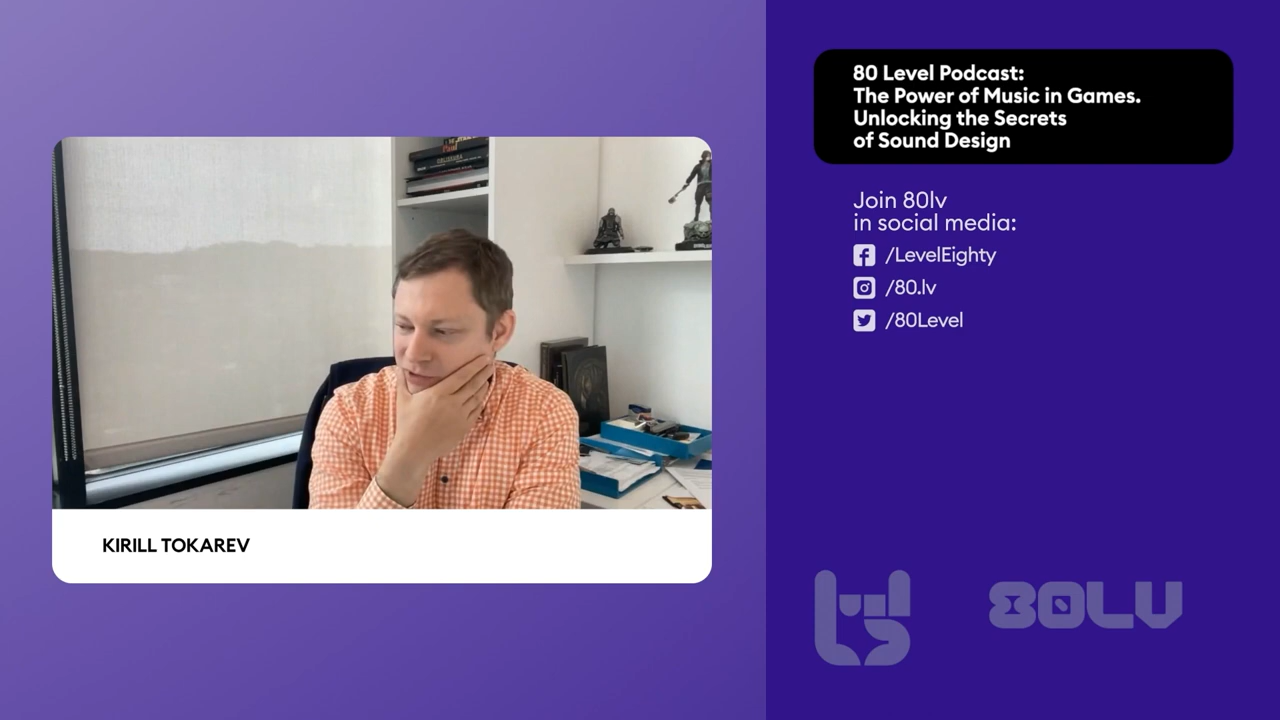 80 Level Podcast:
The Power of Music in Games.
Unlocking the Secrets
of Sound Design
Join 80lv
in social media:
/LevelEighty
/80.lv
/80Level
KIRILL TOKAREV
80LV